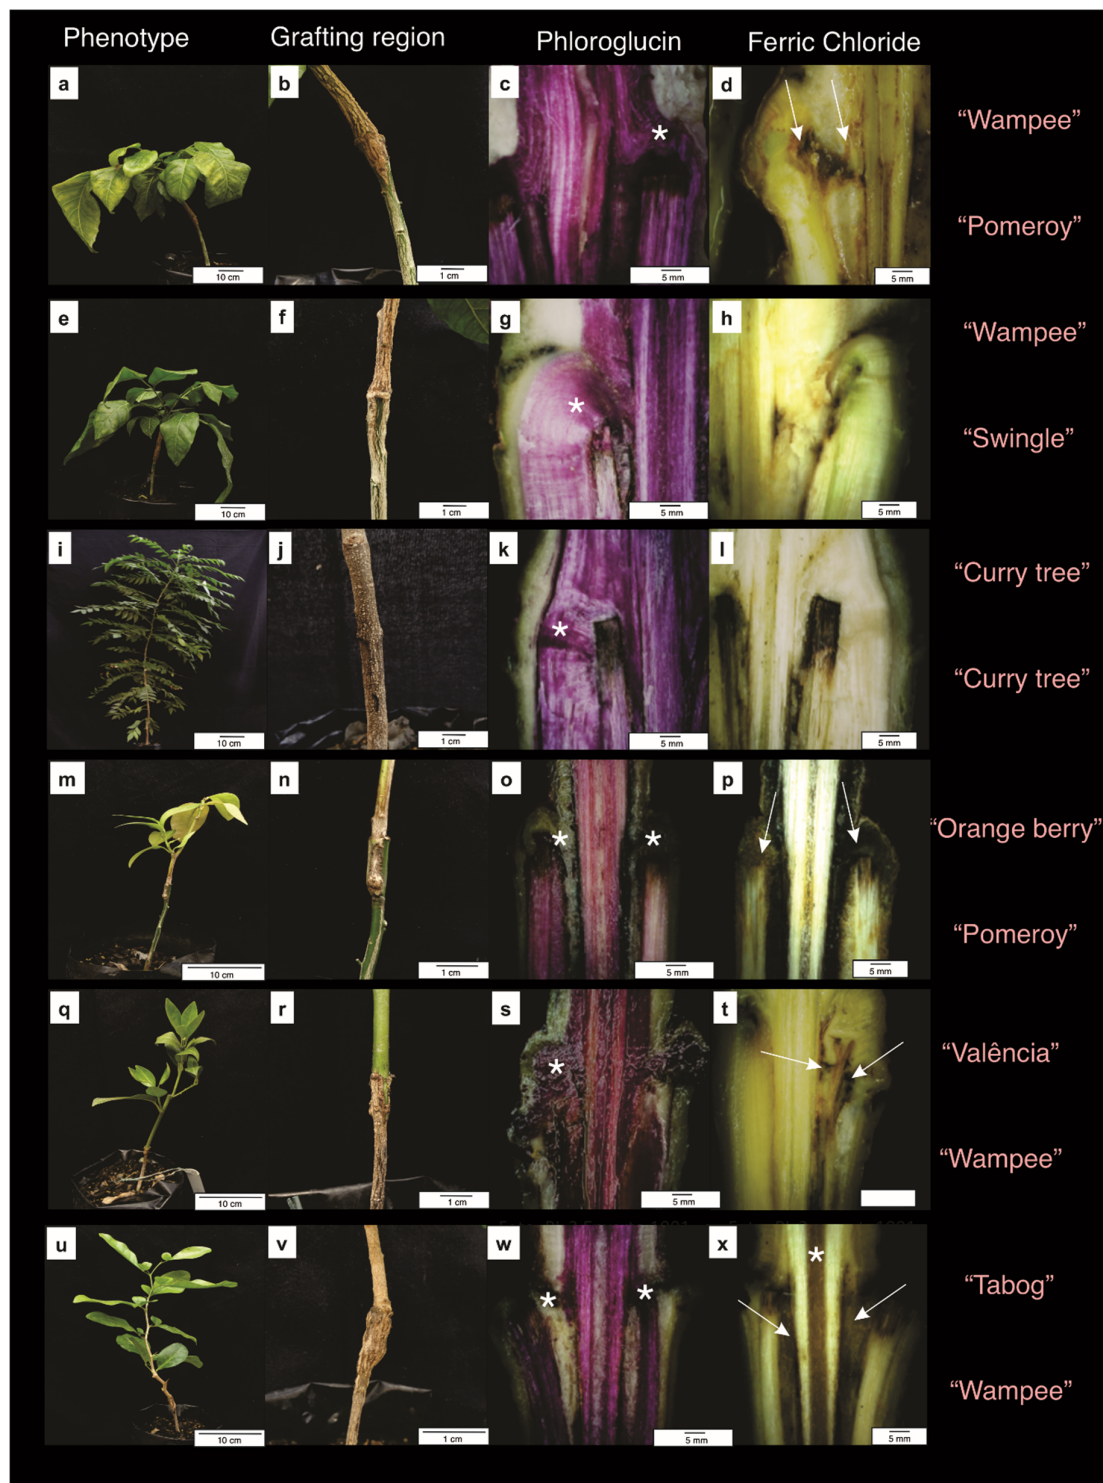 Phenotype Grafting region Phloroglucin Ferric Chloride
a b c d
“Wampee”
* 
“Pomeroy”
10 cm 1 cm 5 mm 5 mm
e f g h
“Wampee”
*
“Swingle”
10 cm 1 cm 5 mm 5 mm
i j k l
“Curry tree”
*
“Curry tree”
10 cm 1 cm 5 mm 5 mm
m n o p
“Orange berry”
* *
“Pomeroy”
10 cm 1 cm 5 mm 5 mm
q r s t
“Valência”
*
“Wampee”
10 cm 1 cm 5 mm
u v w x
*
“Tabog”
* *
“Wampee”
10 cm 1 cm 5 mm 5 mm